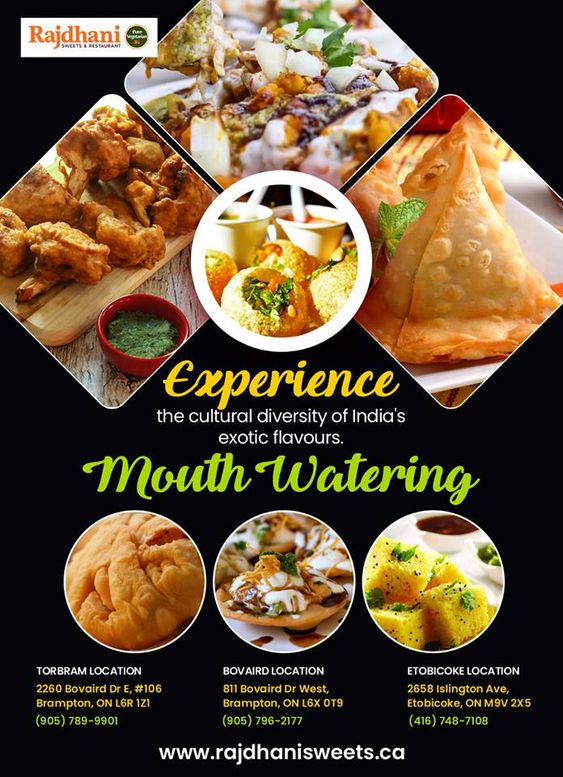 Rajdhani
SWEETS & RESTAURANT
Pure
Vegetarian
Experience
the cultural diversity of India's
exotic flavours.
Mouth Watering
TORBRAM LOCATION
2260 Bovaird Dr E, #106
Brampton, ON L6R 1Z1
(905) 789-9901
BOVAIRD LOCATION
811 Bovaird Dr West,
Brampton, ON L6X 0T9
(905) 796-2177
ETOBICOKE LOCATION
2658 Islington Ave,
Etobicoke, ON M9V 2X5
(416) 748-7108
www.rajdhanisweets.ca